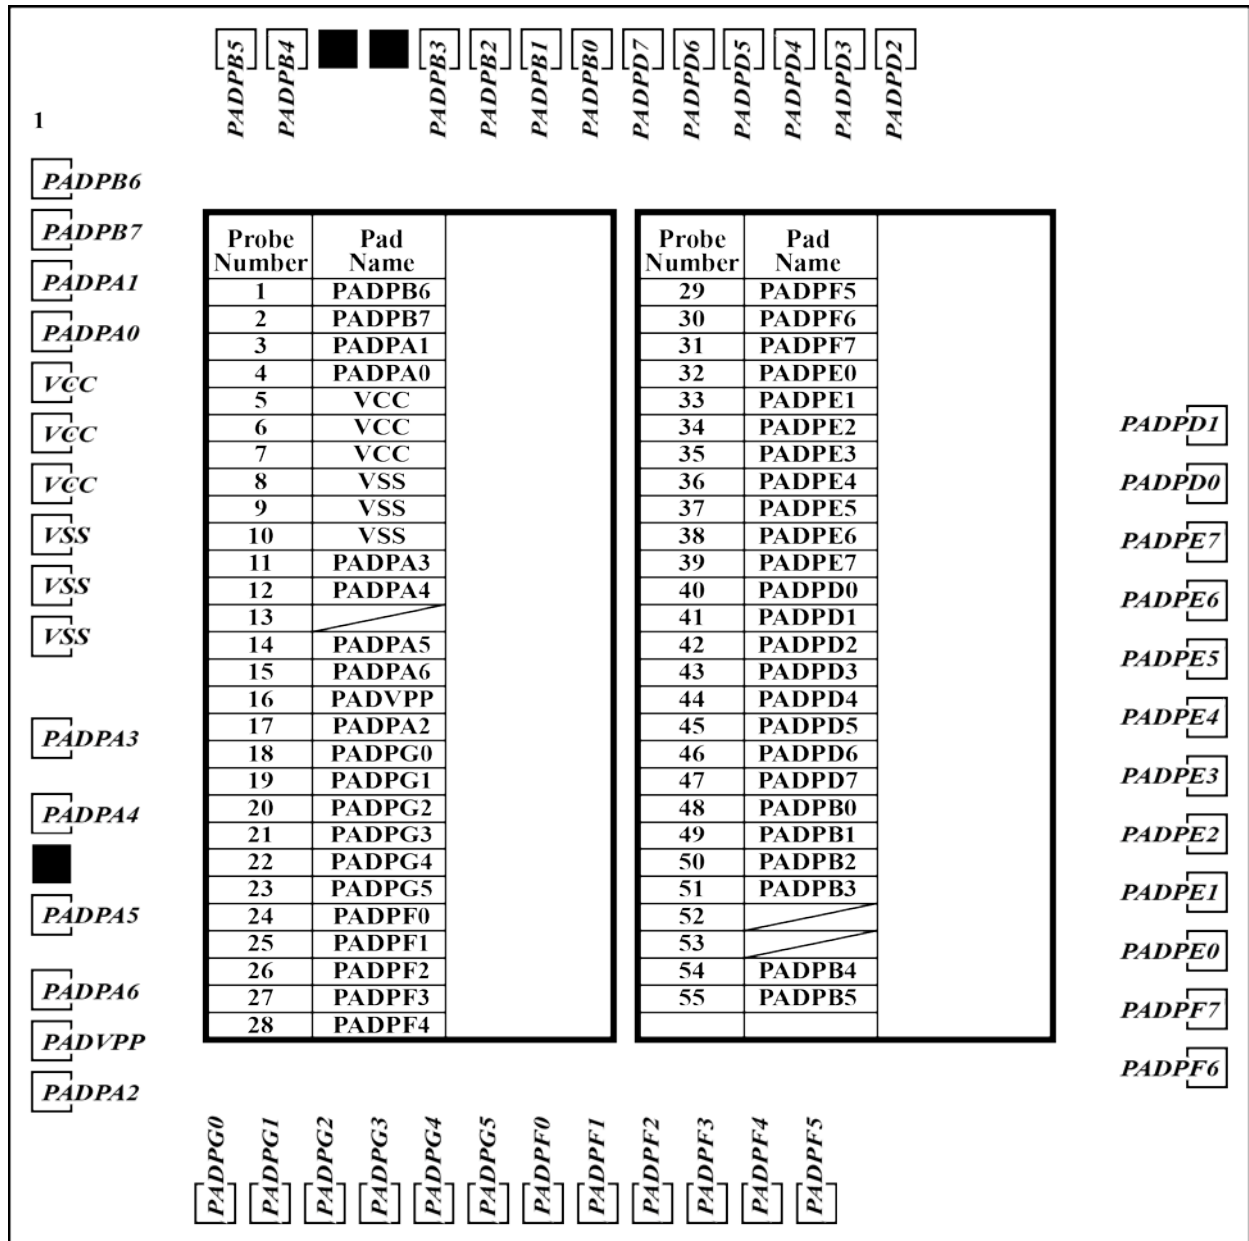 PADPB5 PADPB4 PADPB3 PADPB2 PADPB1 PADPB0 PADPD7 PADPD6 PADPD5 PADPD4 PADPD3 PADPD2
1
PADPB6
PADPB7
PADPA1
PADPA0
VCC
VCC
VCC
VSS
VSS
VSS
PADPA3
PADPA4
PADPA5
PADPA6
PADVPP
PADPA2
Probe Pad
Number Name
1 PADPB6
2 PADPB7
3 PADPA1
4 PADPA0
5 VCC
6 VCC
7 VCC
8 VSS
9 VSS
10 VSS
11 PADPA3
12 PADPA4
13
14 PADPA5
15 PADPA6
16 PADVPP
17 PADPA2
18 PADPG0
19 PADPG1
20 PADPG2
21 PADPG3
22 PADPG4
23 PADPG5
24 PADPF0
25 PADPF1
26 PADPF2
27 PADPF3
28 PADPF4
Probe Pad
Number Name
29 PADPF5
30 PADPF6
31 PADPF7
32 PADPE0
33 PADPE1
34 PADPE2
35 PADPE3
36 PADPE4
37 PADPE5
38 PADPE6
39 PADPE7
40 PADPD0
41 PADPD1
42 PADPD2
43 PADPD3
44 PADPD4
45 PADPD5
46 PADPD6
47 PADPD7
48 PADPB0
49 PADPB1
50 PADPB2
51 PADPB3
52
53
54 PADPB4
55 PADPB5
PADPD1
PADPD0
PADPE7
PADPE6
PADPE5
PADPE4
PADPE3
PADPE2
PADPE1
PADPE0
PADPF7
PADPF6
PADPG0 PADPG1 PADPG2 PADPG3 PADPG4 PADPG5 PADPF0 PADPF1 PADPF2 PADPF3 PADPF4 PADPF5